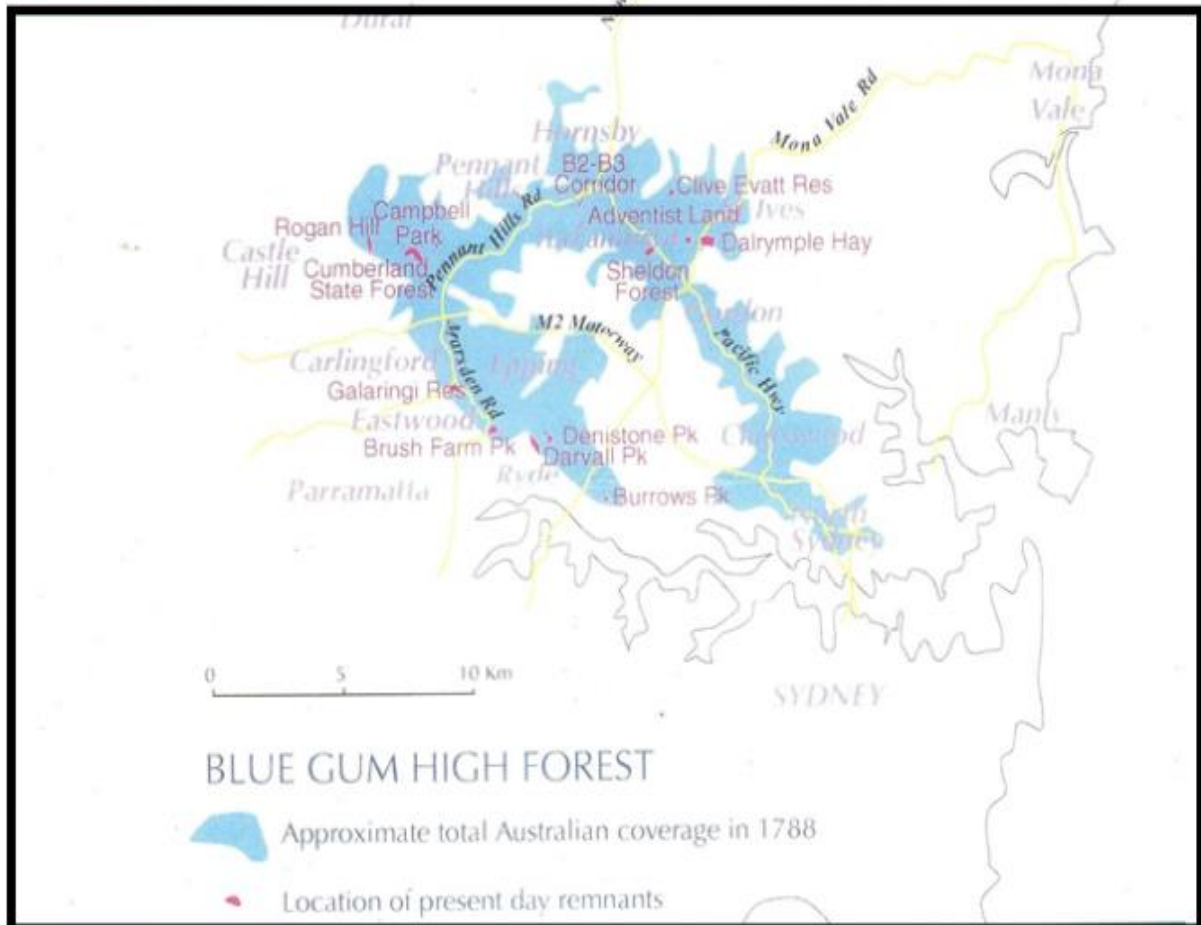 Dural
Mona
Vale
Mona Vale Rd
Hornsby
Pennant
Hills
B2-B3
Corridor
Clive Evatt Res
Adventist Land
Ives
Campbell
Park
Rogan Hill
Pennant Hills Rd
Dalrymple Hay
Castle
Hill
Cumberland
State Forest
Sheldon
Forest
M2 Motorway
Pacific Hwy
Carlingford
Epping
Galaringi Res
Marsden Rd
Eastwood
Brush Farm Pk
Denistone Pk
Darvall Pk
Chatswood
Manly
Ryde
Parramatta
Burrows Pk
North
Sydney
0 5 10 Km
SYDNEY
BLUE GUM HIGH FOREST
Approximate total Australian coverage in 1788
Location of present day remnants